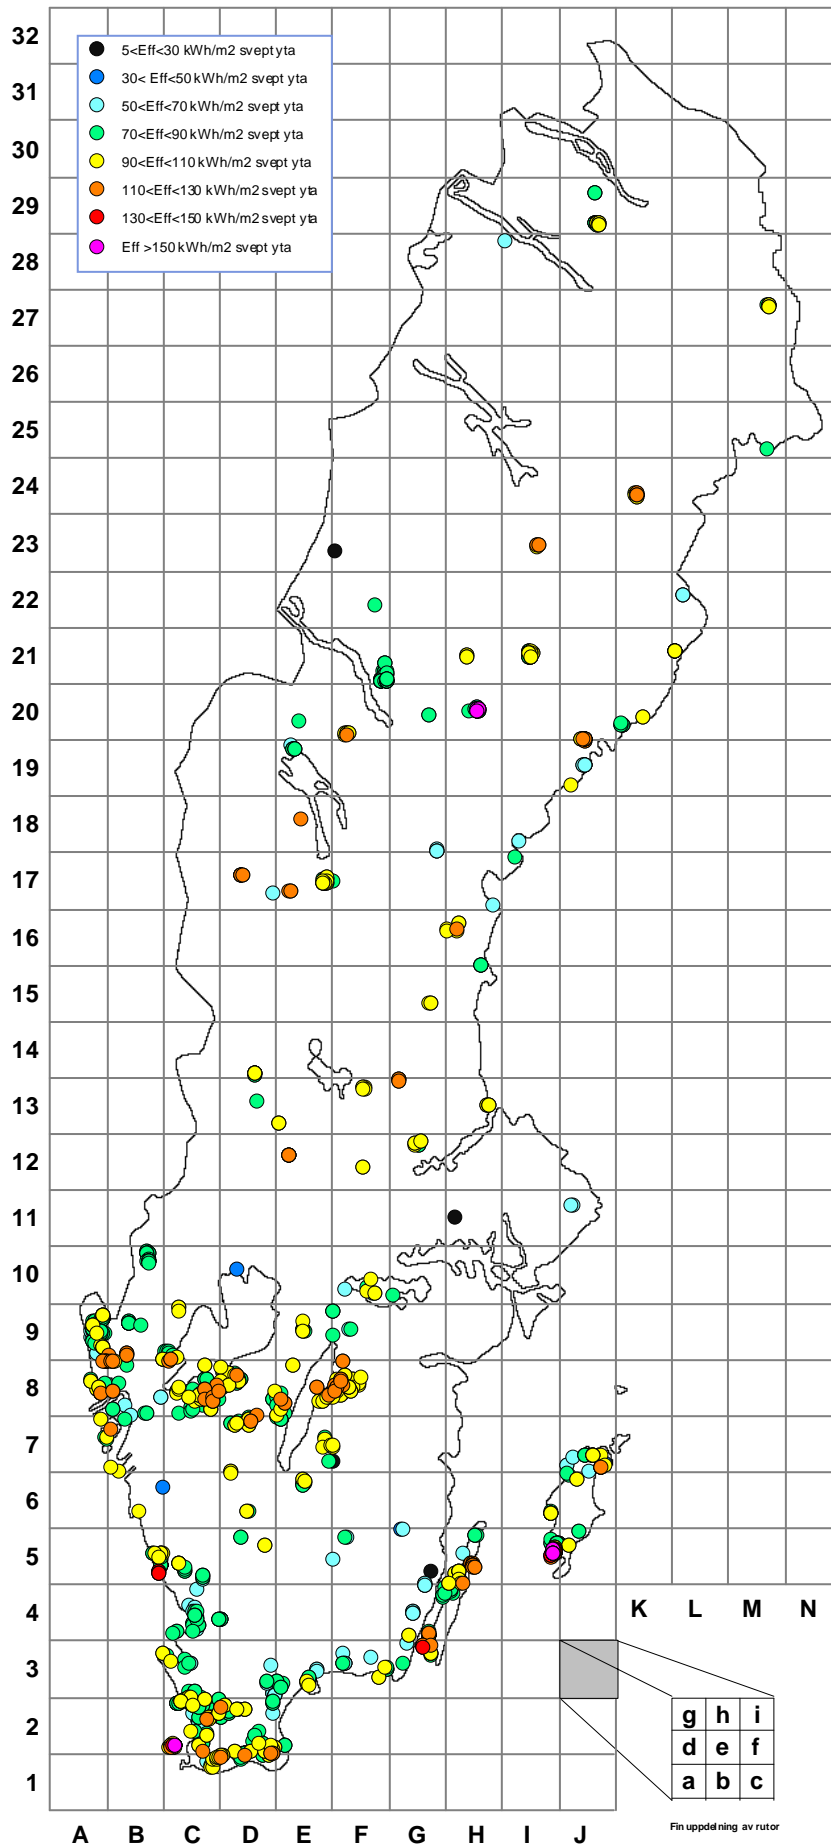 32
5<Eff<30 kWh/m2 svept yta
30< Eff<50 kWh/m2 svept yta
31
50<Eff<70 kWh/m2 svept yta
70<Eff<90 kWh/m2 svept yta
30
90<Eff<110 kWh/m2 svept yta
110<Eff<130 kWh/m2 svept yta
29
130<Eff<150 kWh/m2 svept yta
Eff >150 kWh/m2 svept yta
28
27
26
25
24
23
22
21
20
19
18
17
16
15
14
13
12
11
10
9
8
7
6
5
4
K L M N
3
g h i
2
d e f
a b c
1
Fin uppdelning av rutor
A B C D E F G H I J